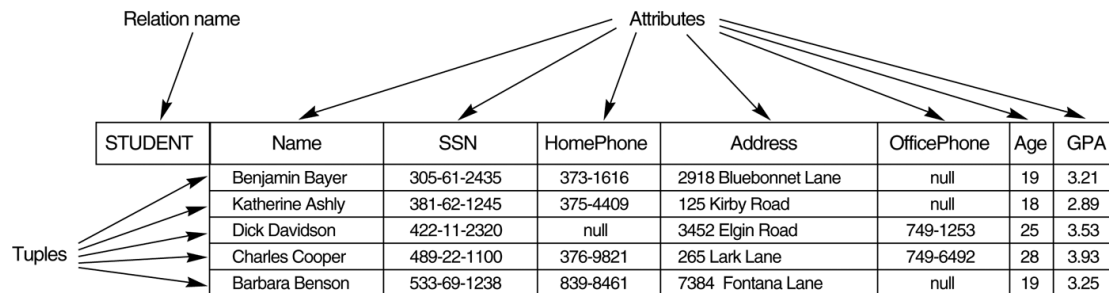 Relation name Attributes
STUDENT Name SSN HomePhone Address OfficePhone Age GPA
Benjamin Bayer 305-61-2435 373-1616 2918 Bluebonnet Lane null 19 3.21
Katherine Ashly 381-62-1245 375-4409 125 Kirby Road null 18 2.89
Dick Davidson 422-11-2320 null 3452 Elgin Road 749-1253 25 3.53
Tuples
Charles Cooper 489-22-1100 376-9821 265 Lark Lane 749-6492 28 3.93
Barbara Benson 533-69-1238 839-8461 7384 Fontana Lane null 19 3.25